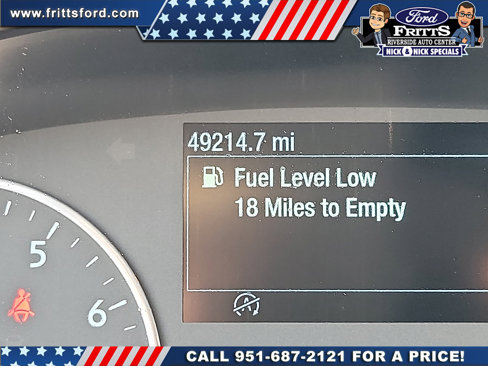 www.frittsford.com
Ford
FRITTS
RIVERSIDE AUTO CENTER
NICK & NICK SPECIALS
49214.7 mi
Fuel Level Low
18 Miles to Empty
5
6
A
CALL 951-687-2121 FOR A PRICE!